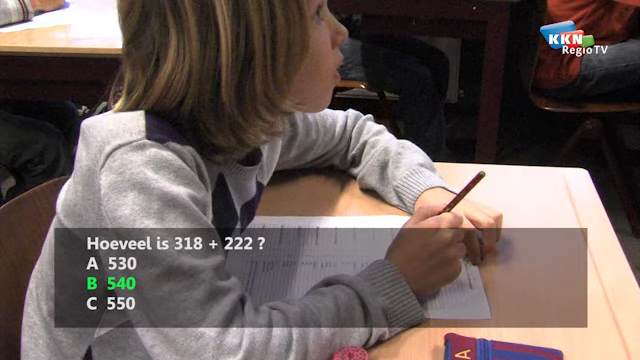 KKN
RegioTV
Hoeveel is 318 + 222 ?
A 530
B 540
C 550
A